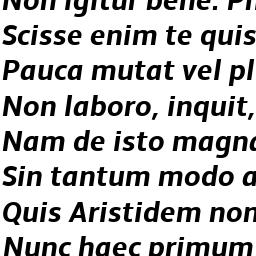 Non igitur bene.
Scisse enim te quis
Pauca mutat vel pl
Non laboro, inquit,
Nam de isto magna
Sin tantum modo a
Quis Aristidem non
Nunc haec primum